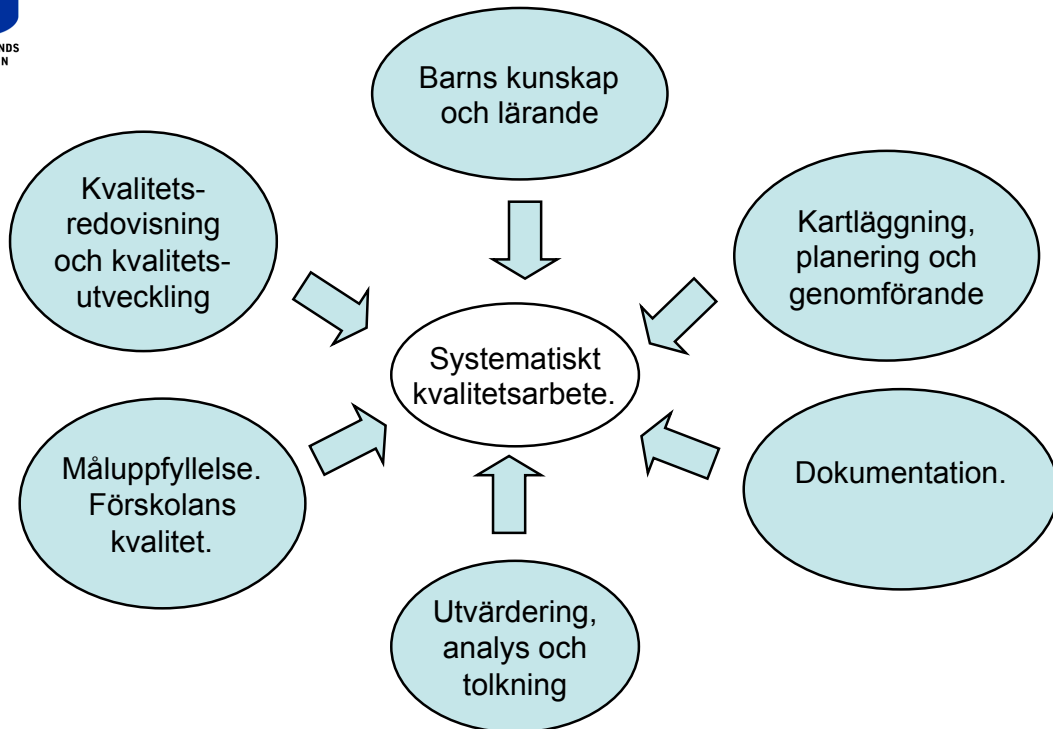 NDS
N
Barns kunskap
och lärande
Kvalitets-
redovisning
och kvalitets-
utveckling
Kartläggning,
planering och
genomförande
Systematiskt
kvalitetsarbete.
Måluppfyllelse.
Förskolans
kvalitet.
Dokumentation.
Utvärdering,
analys och
tolkning